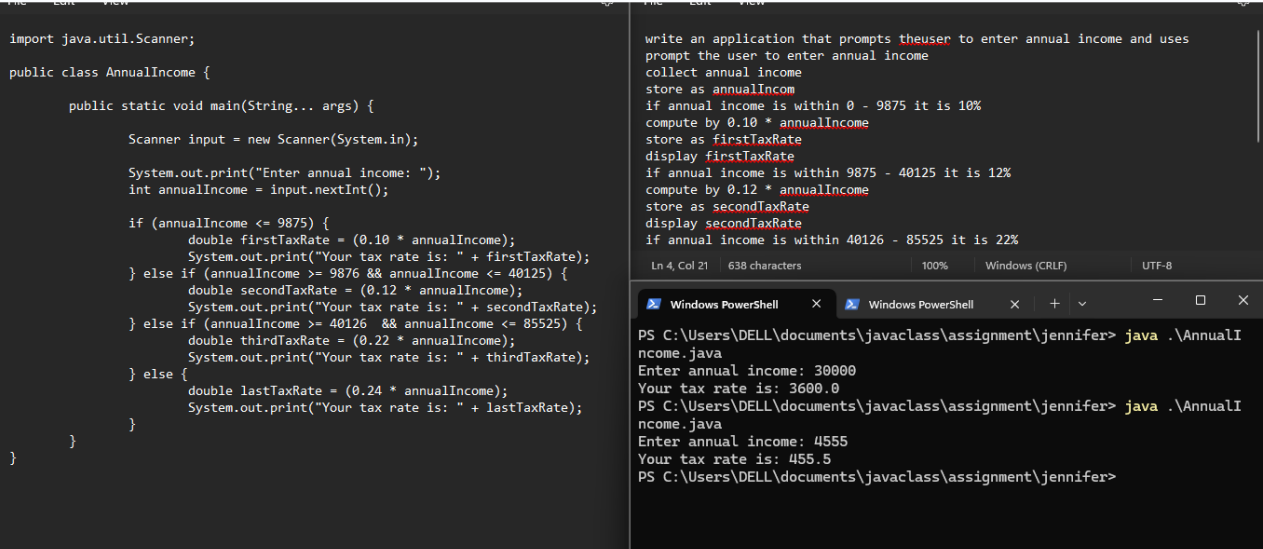 import java.util.Scanner;
public class AnnualIncome {
public static void main(String... args) {
Scanner input = new Scanner(System.in);
System.out.print("Enter annual income: ");
int annualIncome = input.nextInt();
if (annualIncome <= 9875) {
double firstTaxRate = (0.10 * annualIncome);
System.out.print("Your tax rate is: " + firstTaxRate);
} else if (annualIncome >= 9876 && annualIncome <= 40125) {
double secondTaxRate = (0.12 * annualIncome);
System.out.print("Your tax rate is: " + secondTaxRate);
} else if (annualIncome >= 40126  && annualIncome <= 85525) {
double thirdTaxRate = (0.22 * annualIncome);
System.out.print("Your tax rate is: " + thirdTaxRate);
} else {
double lastTaxRate = (0.24 * annualIncome);
System.out.print("Your tax rate is: " + lastTaxRate);
}
}
}
write an application that prompts theuser to enter annual income and uses
prompt the user to enter annual income
collect annual income
store as annualIncom
if annual income is within 0 - 9875 it is 10%
compute by 0.10 * annualIncome
store as firstTaxRate
display firstTaxRate
if annual income is within 9875 - 40125 it is 12%
compute by 0.12 * annualIncome
store as secondTaxRate
display secondTaxRate
if annual income is within 40126 - 85525 it is 22%
Ln 4, Col 21 638 characters 100% Windows (CRLF) UTF-8
Windows PowerShell Windows PowerShell
PS C:\Users\DELL\documents\javaclass\assignment\jennifer> java .\AnnualI
ncome.java
Enter annual income: 30000
Your tax rate is: 3600.0
PS C:\Users\DELL\documents\javaclass\assignment\jennifer> java .\AnnualI
ncome.java
Enter annual income: 4555
Your tax rate is: 455.5
PS C:\Users\DELL\documents\javaclass\assignment\jennifer>